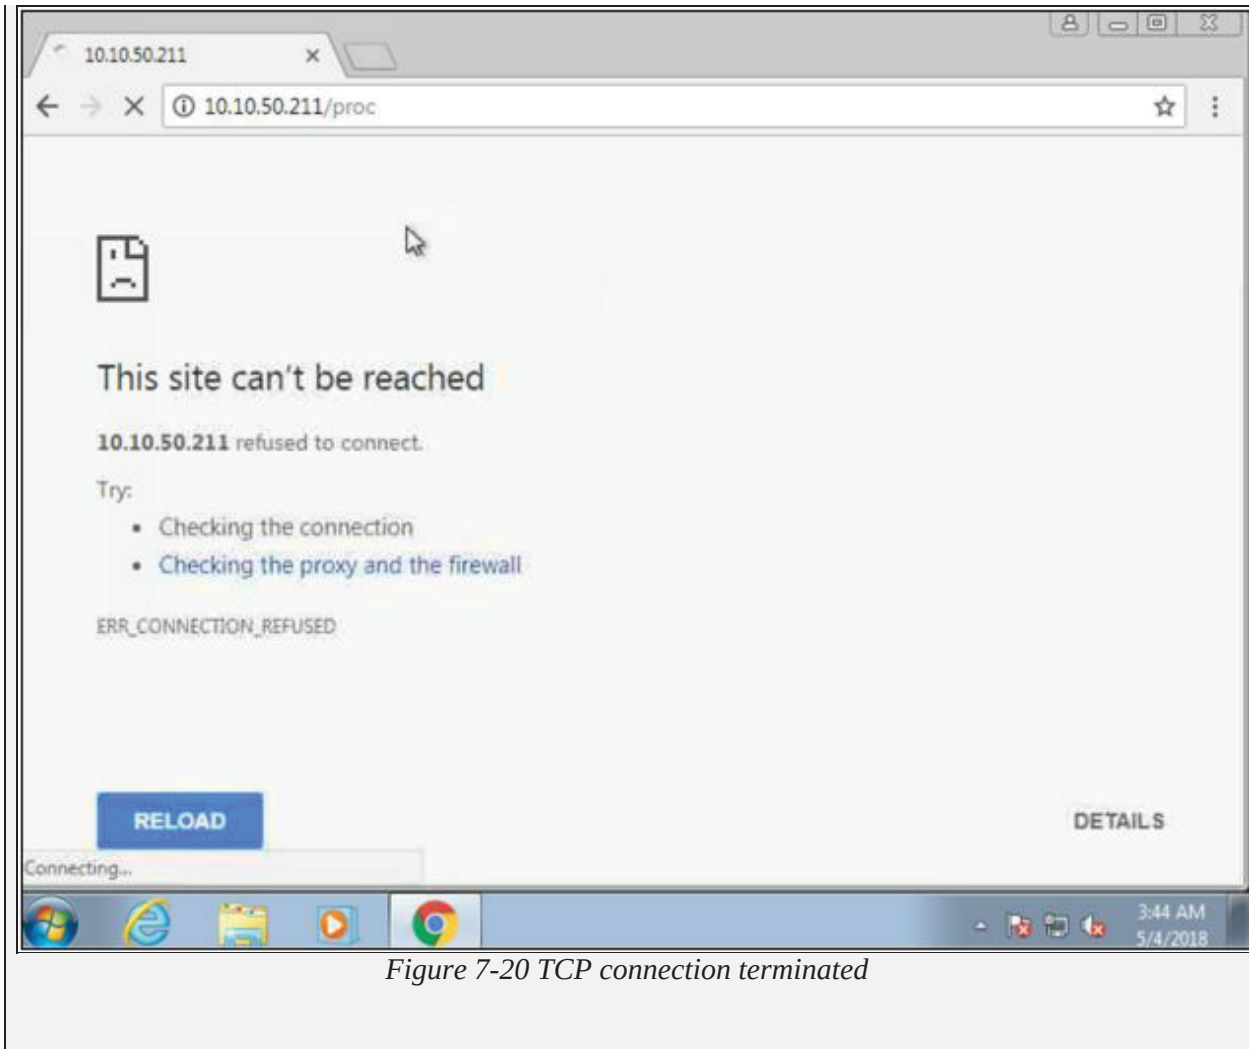 10.10.50.211
10.10.50.211/proc
This site can't be reached
10.10.50.211 refused to connect.
Try:
• Checking the connection
• Checking the proxy and the firewall
ERR_CONNECTION_REFUSED
RELOAD
DETAILS
Connecting...
3:44 AM
5/4/2018
Figure 7-20 TCP connection terminated